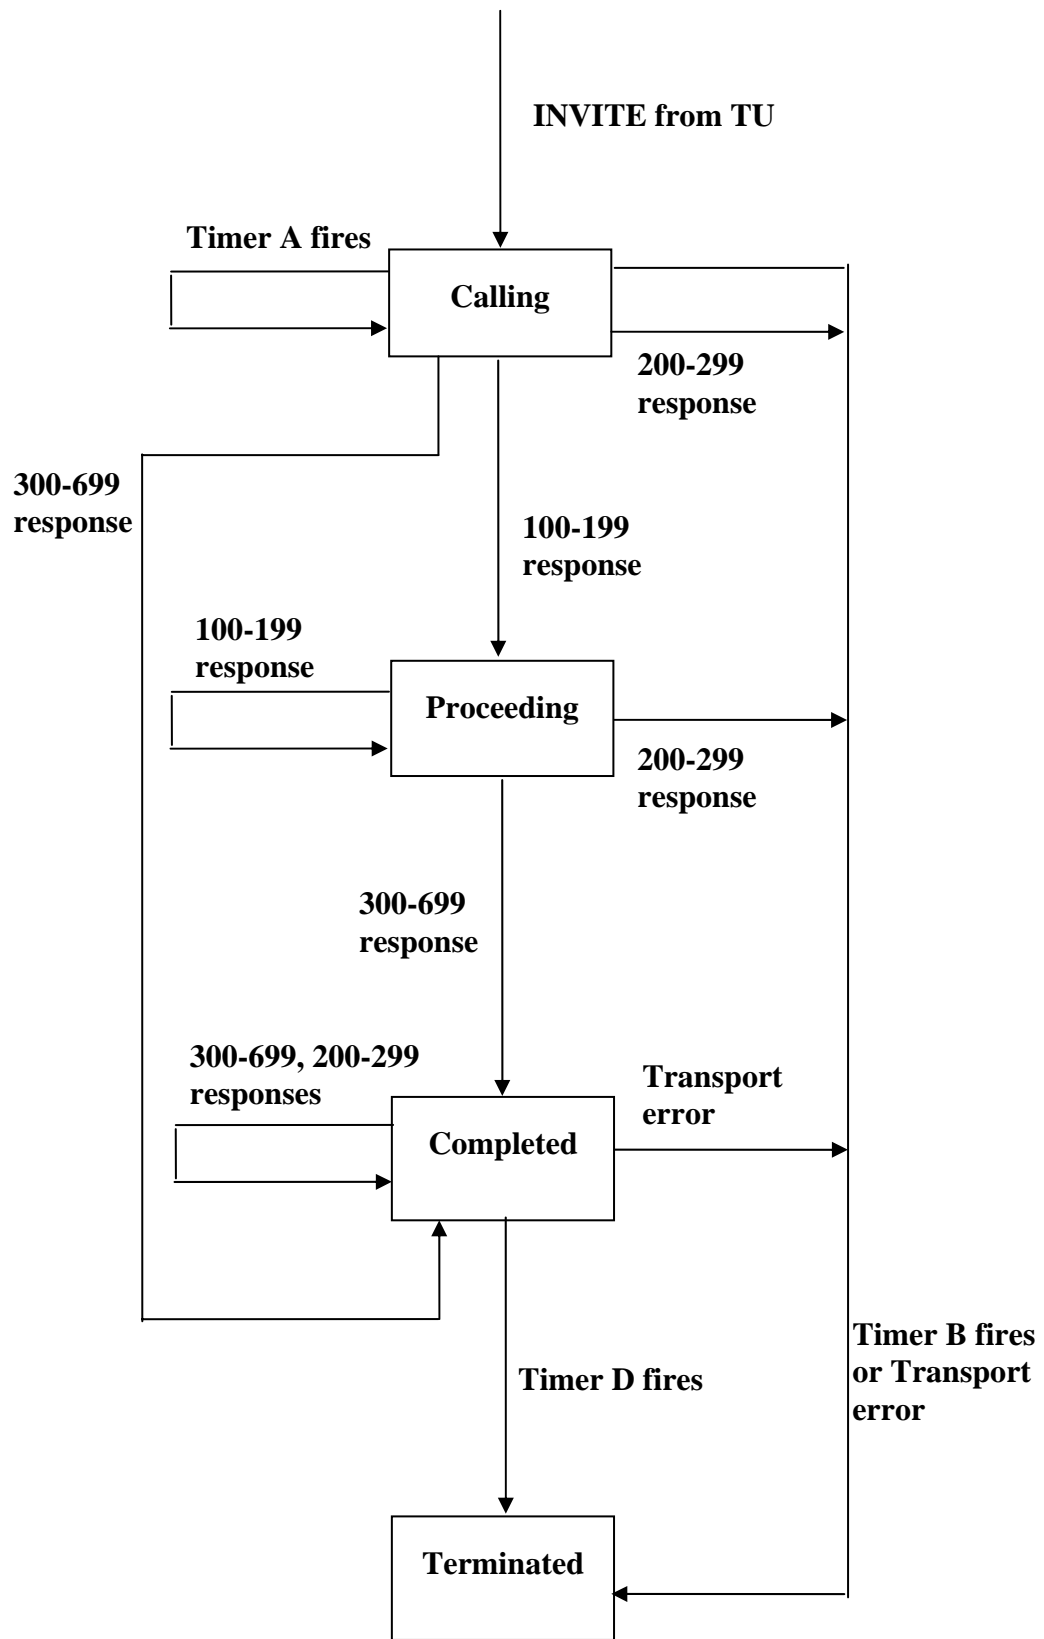 INVITE from TU
Timer A fires
Calling
200-299
response
300-699
response
100-199
response
100-199
response
Proceeding
200-299
response
300-699
response
300-699, 200-299
responses
Transport
error
Completed
Timer B fires
or Transport
error
Timer D fires
Terminated